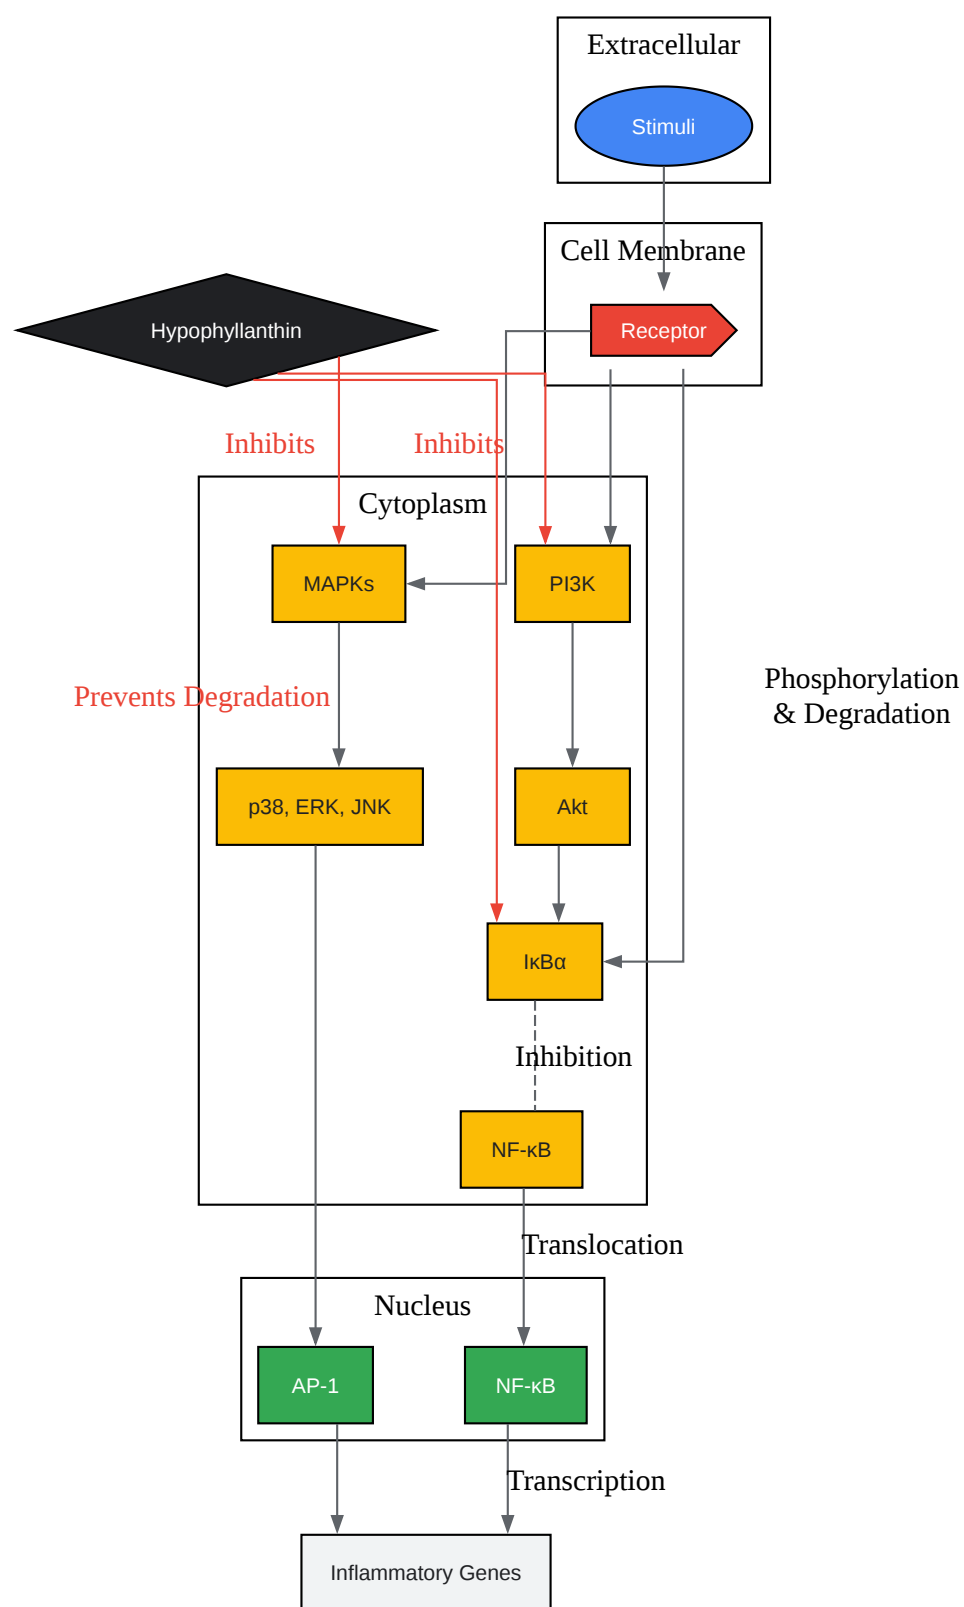 Extracellular
Stimuli
Cell Membrane
Hypophyllanthin
Receptor
Inhibits
Inhibits
Cytoplasm
MAPKs
PI3K
Prevents Degradation
Phosphorylation
& Degradation
p38, ERK, JNK
Akt
IκBα
Inhibition
NF-κB
Translocation
Nucleus
AP-1
NF-κB
Transcription
Inflammatory Genes